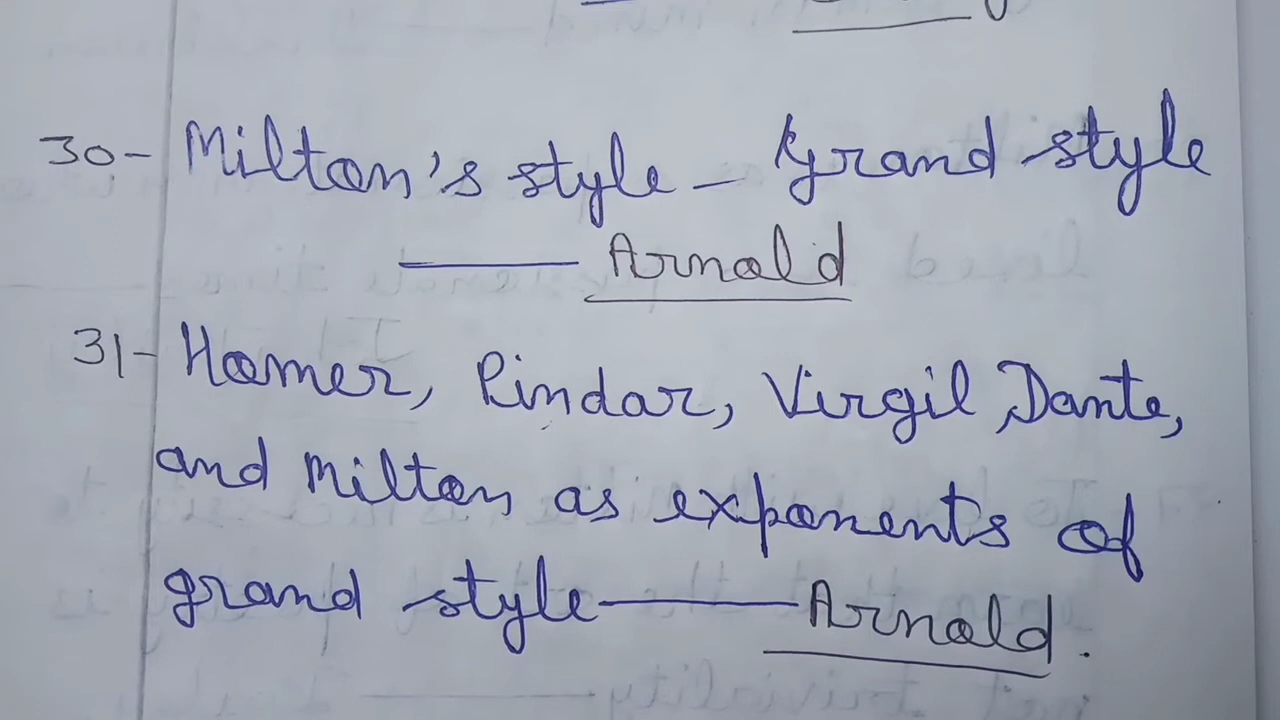 30- Milton's style - Grand style
—— Arnold
31- Homer, Pindar, Virgil, Dante,
and Milton as exponents of
grand style —— Arnold.